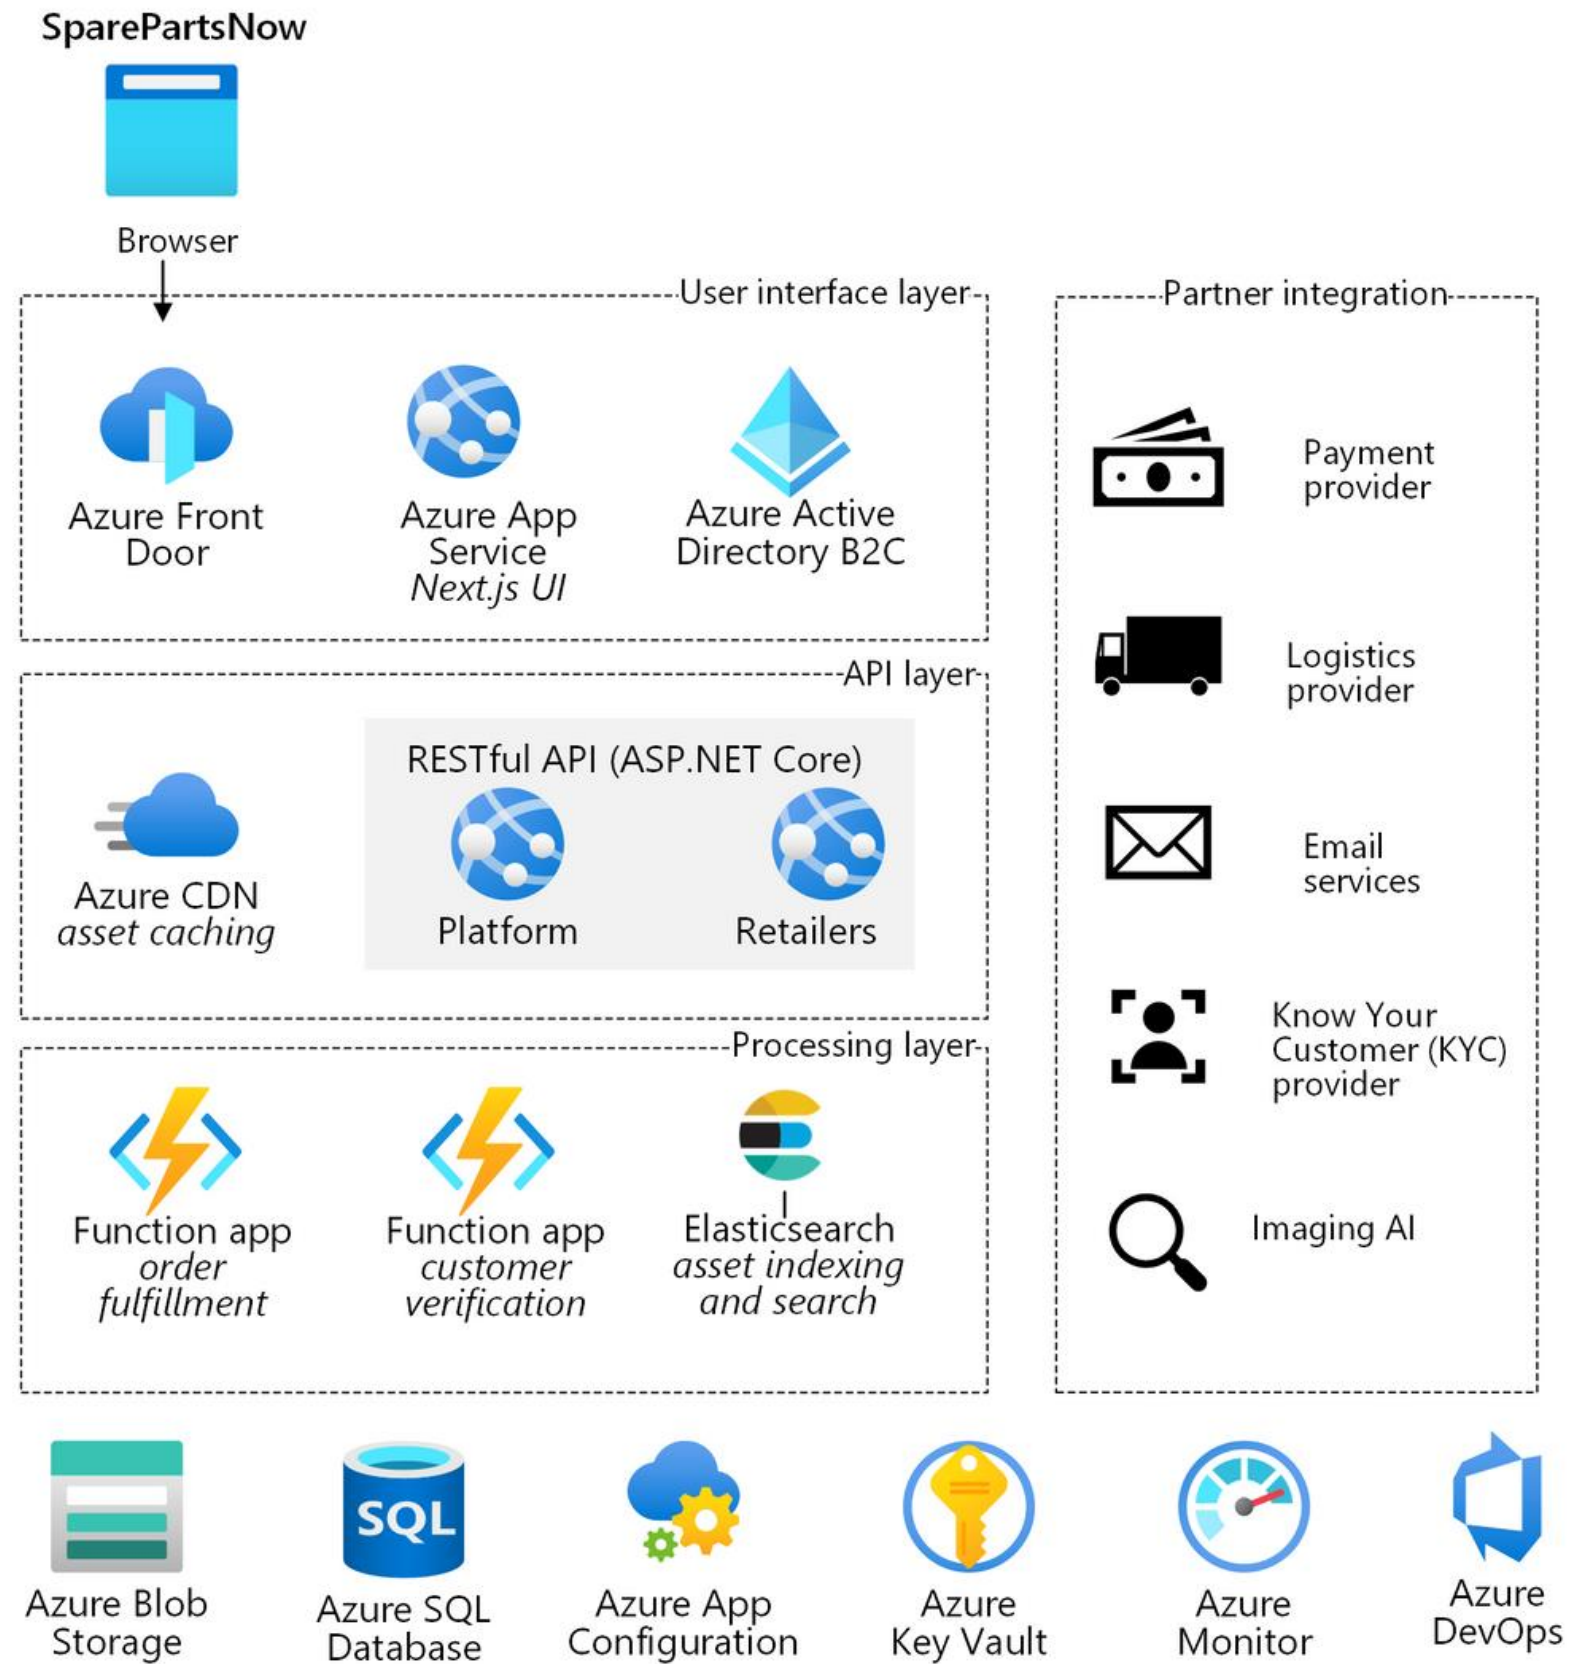 SparePartsNow
Browser
User interface layer
Azure Front
Door
Azure App
Service
Next.js UI
Azure Active
Directory B2C
API layer
RESTful API (ASP.NET Core)
Azure CDN
asset caching
Platform
Retailers
Processing layer
Function app
order
fulfillment
Function app
customer
verification
Elasticsearch
asset indexing
and search
Partner integration
Payment
provider
Logistics
provider
Email
services
Know Your
Customer (KYC)
provider
Imaging AI
Azure Blob
Storage
SQL
Azure SQL
Database
Azure App
Configuration
Azure
Key Vault
Azure
Monitor
Azure
DevOps